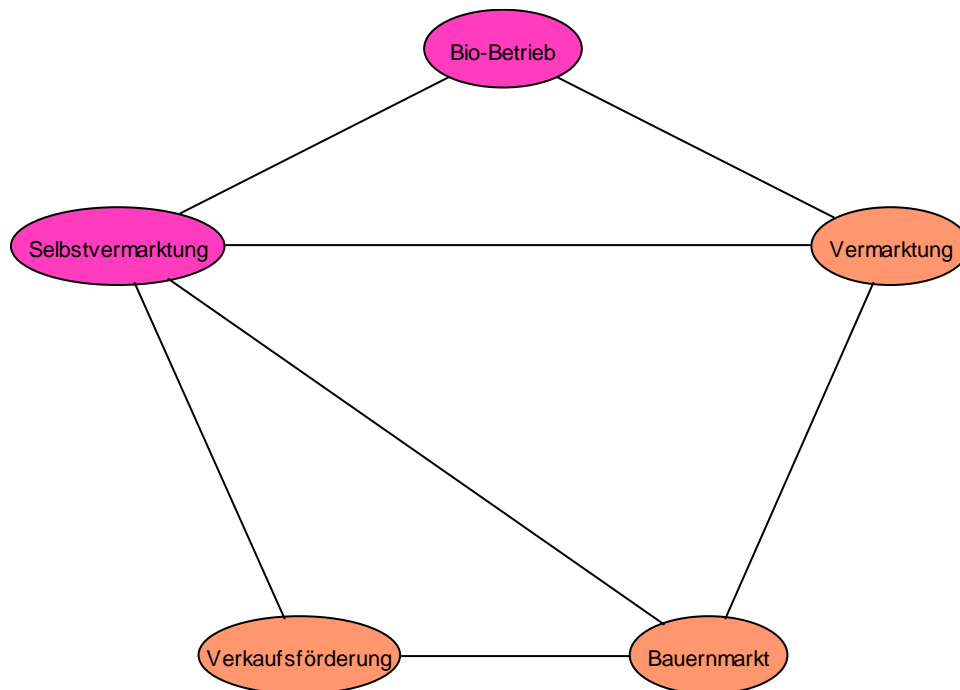 Bio-Betrieb
Selbstvermarktung
Vermarktung
Verkaufsförderung
Bauernmarkt